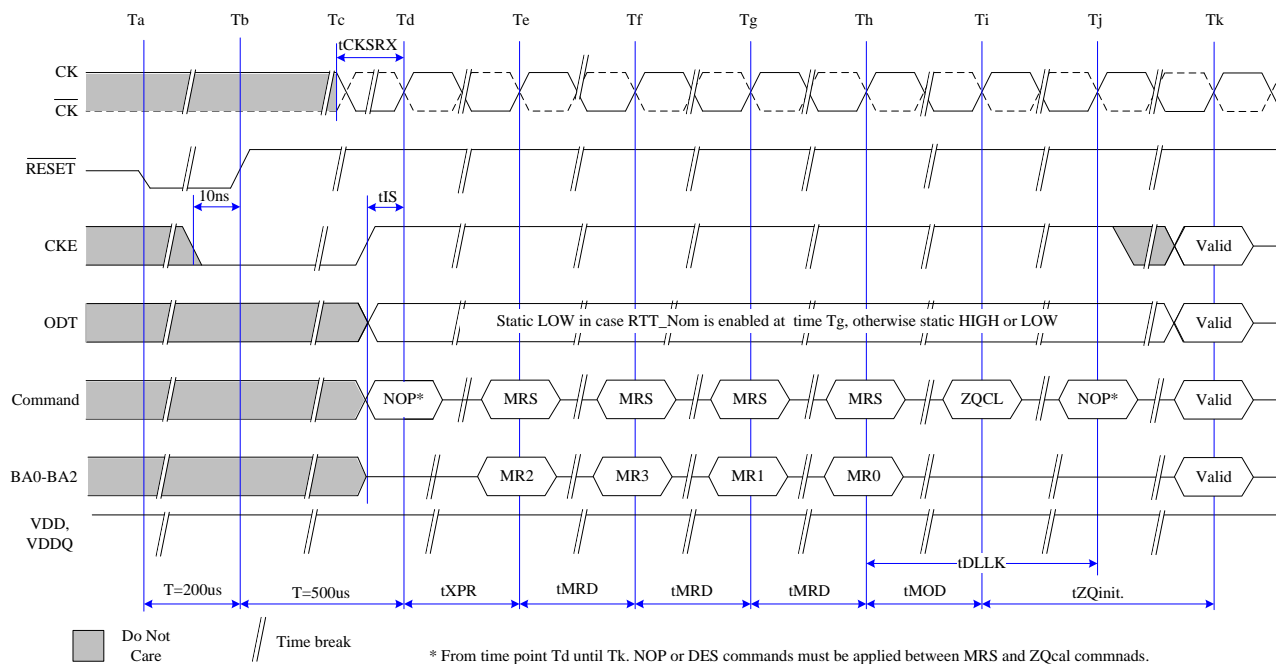 Ta Tb Tc Td Te Tf Tg Th Ti Tj Tk
tCKSRX
CK
CK
RESET
10ns
tIS
CKE
Valid
ODT
Static LOW in case RTT_Nom is enabled at time Tg, otherwise static HIGH or LOW
Valid
Command
NOP* MRS MRS MRS MRS ZQCL NOP* Valid
BA0-BA2
MR2 MR3 MR1 MR0 Valid
VDD,
VDDQ
tDLLK
T=200us T=500us tXPR tMRD tMRD tMRD tMOD tZQinit.
Do Not
Care
Time break
* From time point Td until Tk. NOP or DES commands must be applied between MRS and ZQcal commnads.